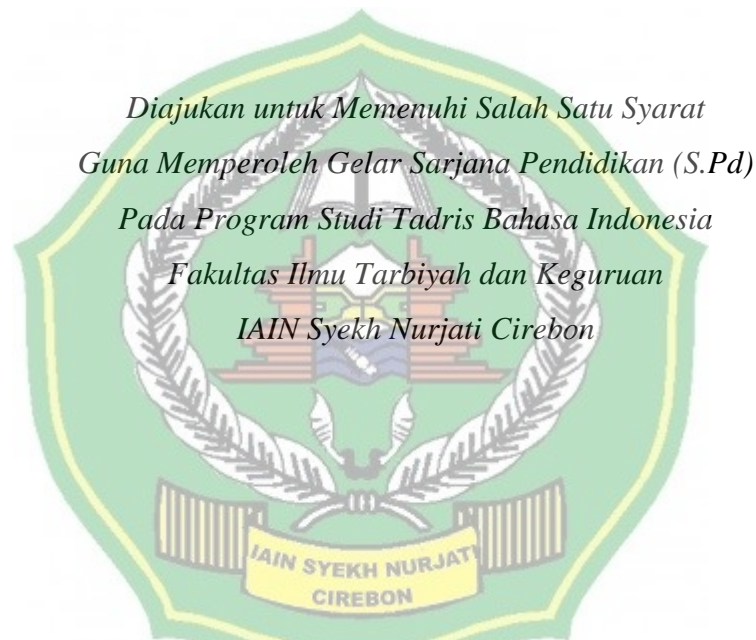 Diajukan untuk Memenuhi Salah Satu Syarat
Guna Memperoleh Gelar Sarjana Pendidikan (S.Pd)
Pada Program Studi Tadris Bahasa Indonesia
Fakultas Ilmu Tarbiyah dan Keguruan
IAIN Syekh Nurjati Cirebon
IAIN SYEKH NURJATI
CIREBON